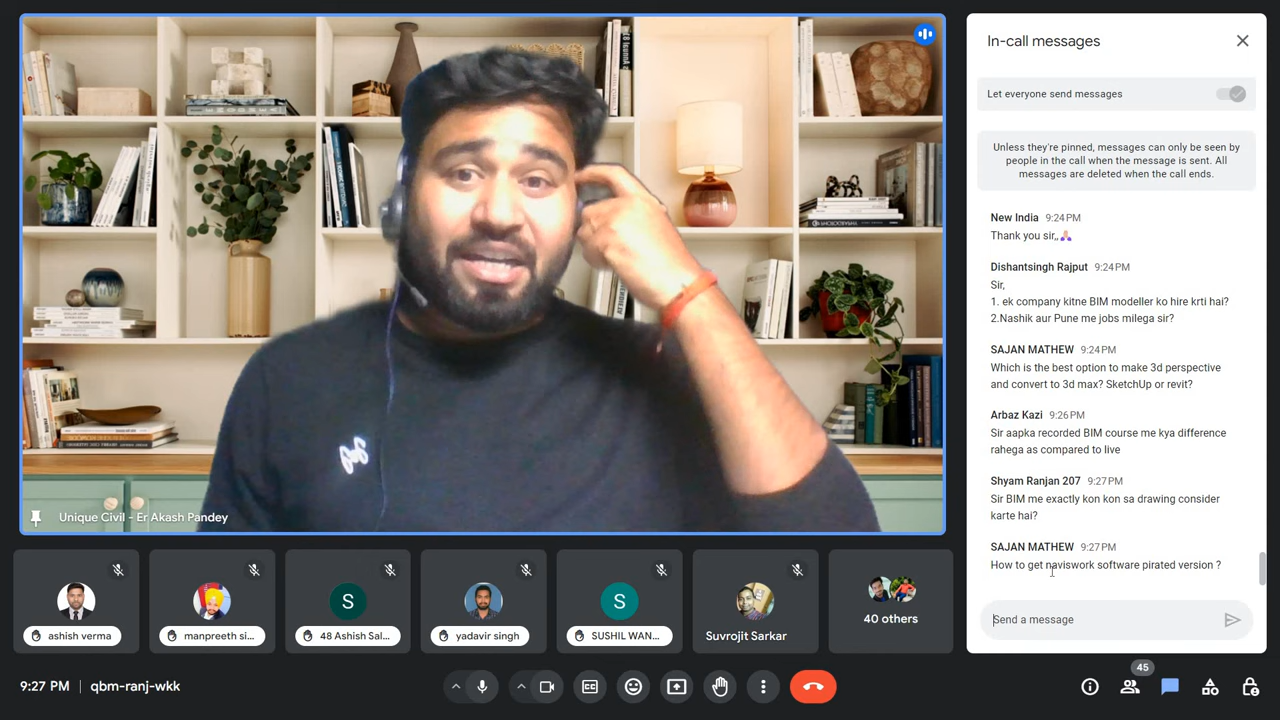 Unique Civil - Er Akash Pandey
ashish verma
manpreet si...
S
48 Ashish Sal...
yadavir singh
S
SUSHIL WAN...
Suvrojit Sarkar
40 others
9:27 PM | qbm-ranj-wkk
In-call messages
Let everyone send messages
Unless they're pinned, messages can only be seen by
people in the call when the message is sent. All
messages are deleted when the call ends.
New India 9:24 PM
Thank you sir,,🙏🏼
Dishantsingh Rajput 9:24 PM
Sir,
1. ek company kitne BIM modeller ko hire krti hai?
2.Nashik aur Pune me jobs milega sir?
SAJAN MATHEW 9:24 PM
Which is the best option to make 3d perspective
and convert to 3d max? SketchUp or revit?
Arbaz Kazi 9:26 PM
Sir aapka recorded BIM course me kya difference
rahega as compared to live
Shyam Ranjan 207 9:27 PM
Sir BIM me exactly kon kon sa drawing consider
karte hai?
SAJAN MATHEW 9:27 PM
How to get naviswork software pirated version ?
Send a message
45